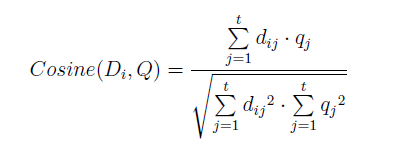 Cosine(D_i, Q) = \frac{\sum_{j=1}^{t} d_{ij} \cdot q_j}{\sqrt{\sum_{j=1}^{t} {d_{ij}}^2 \cdot \sum_{j=1}^{t} {q_j}^2}}